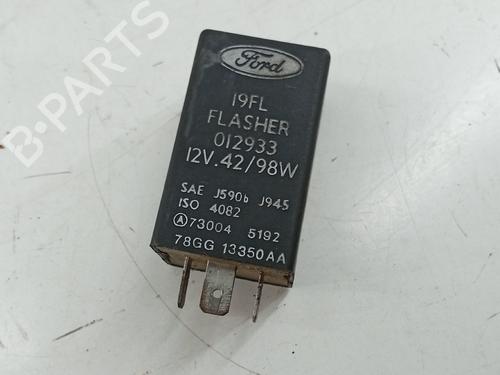 B-PARTS
Ford
19FL
FLASHER
012933
12V.42/98W
SAE J590b J945
ISO 4082
Ⓐ73004 5192
78GG 13350AA